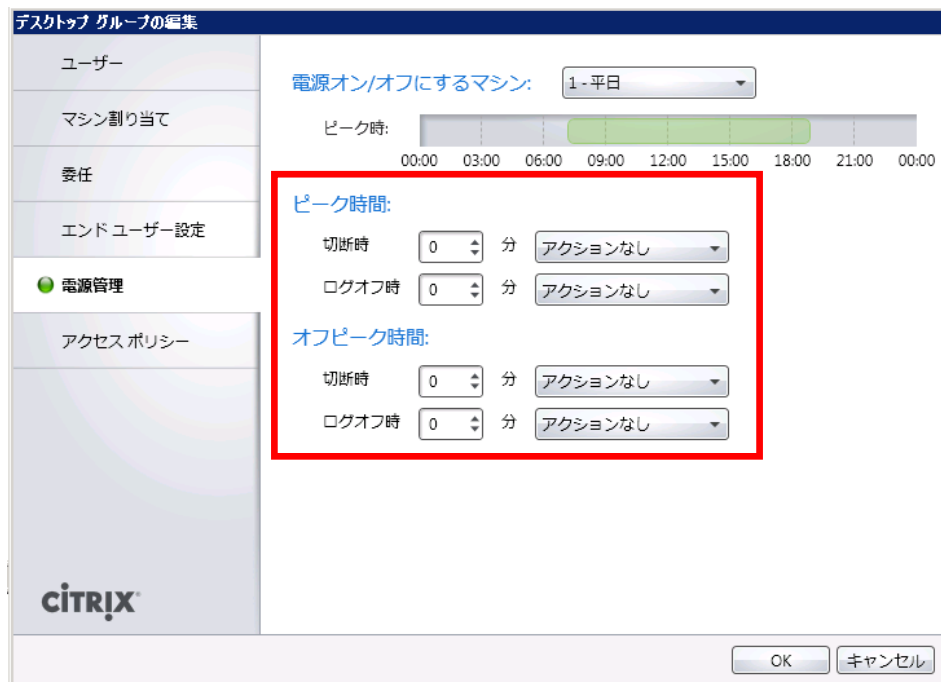 デスクトップ グループの編集
ユーザー
マシン割り当て
委任
エンド ユーザー設定
電源管理
アクセス ポリシー
CITRIX
電源オン/オフにするマシン: 1 - 平日
ピーク時:
00:00 03:00 06:00 09:00 12:00 15:00 18:00 21:00 00:00
ピーク時間:
切断時 0 分 アクションなし
ログオフ時 0 分 アクションなし
オフピーク時間:
切断時 0 分 アクションなし
ログオフ時 0 分 アクションなし
OK キャンセル